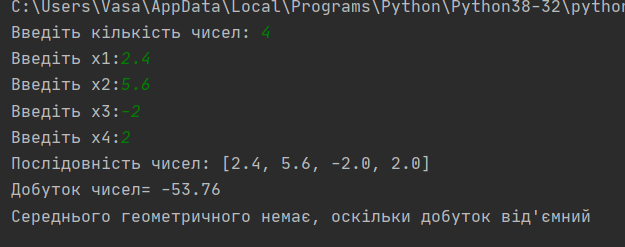 C:\Users\Vasa\AppData\Local\Programs\Python\Python38-32\python
Введіть кількість чисел: 4
Введіть x1:2.4
Введіть x2:5.6
Введіть x3:-2
Введіть x4:2
Послідовність чисел: [2.4, 5.6, -2.0, 2.0]
Добуток чисел= -53.76
Середнього геометричного немає, оскільки добуток від'ємний